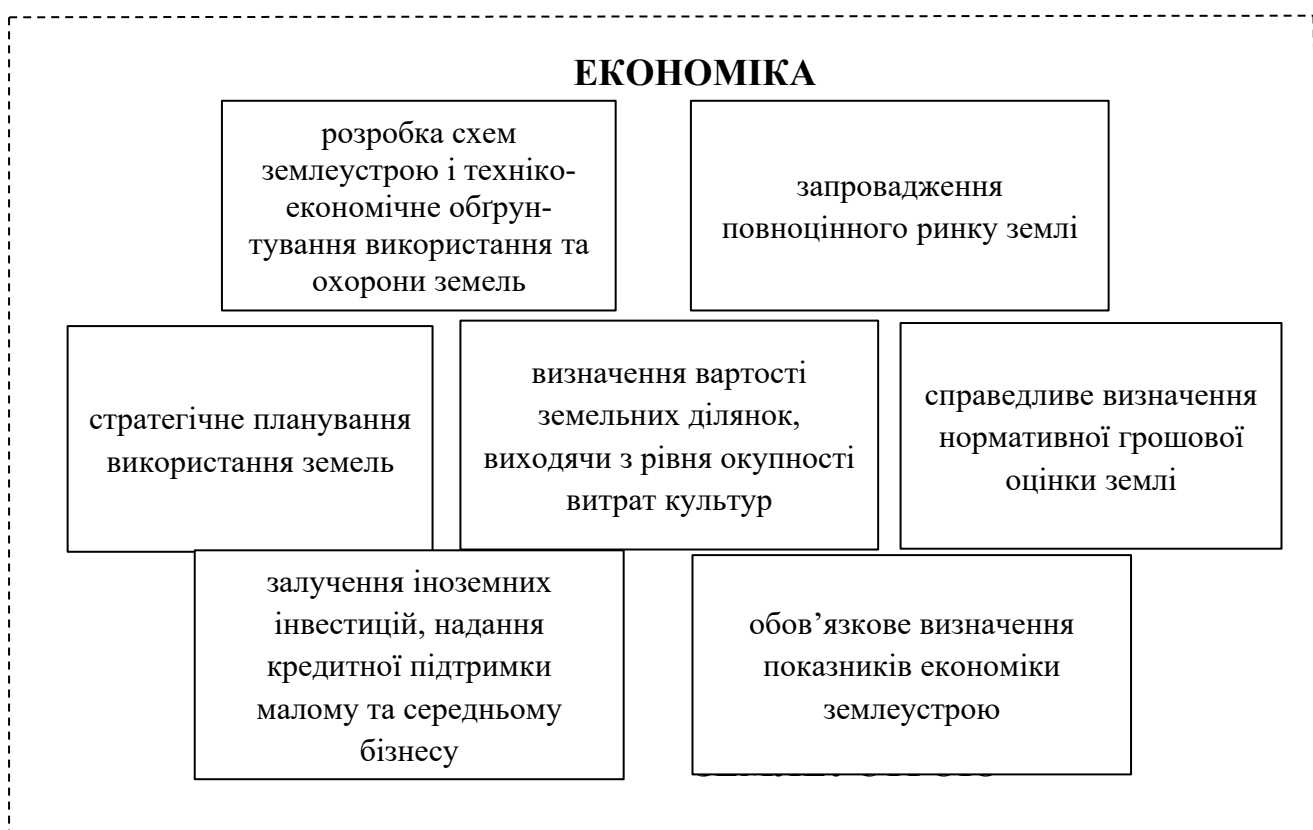 ЕКОНОМІКА
розробка схем
землеустрою і техніко-
економічне обґрун-
тування використання та
охорони земель
запровадження
повноцінного ринку землі
стратегічне планування
використання земель
визначення вартості
земельних ділянок,
виходячи з рівня окупності
витрат культур
справедливе визначення
нормативної грошової
оцінки землі
залучення іноземних
інвестицій, надання
кредитної підтримки
малому та середньому
бізнесу
обов’язкове визначення
показників економіки
землеустрою